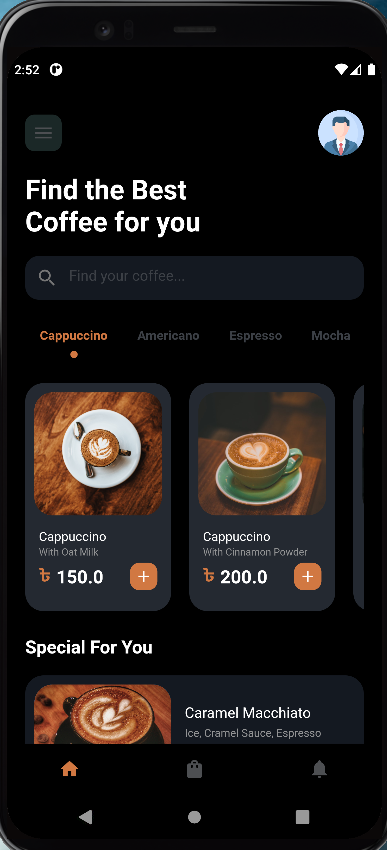 2:52
Find the Best
Coffee for you
Find your coffee...
Cappuccino Americano Espresso Mocha
Cappuccino
With Oat Milk
৳ 150.0 +
Cappuccino
With Cinnamon Powder
৳ 200.0 +
Special For You
Caramel Macchiato
Ice, Cramel Sauce, Espresso